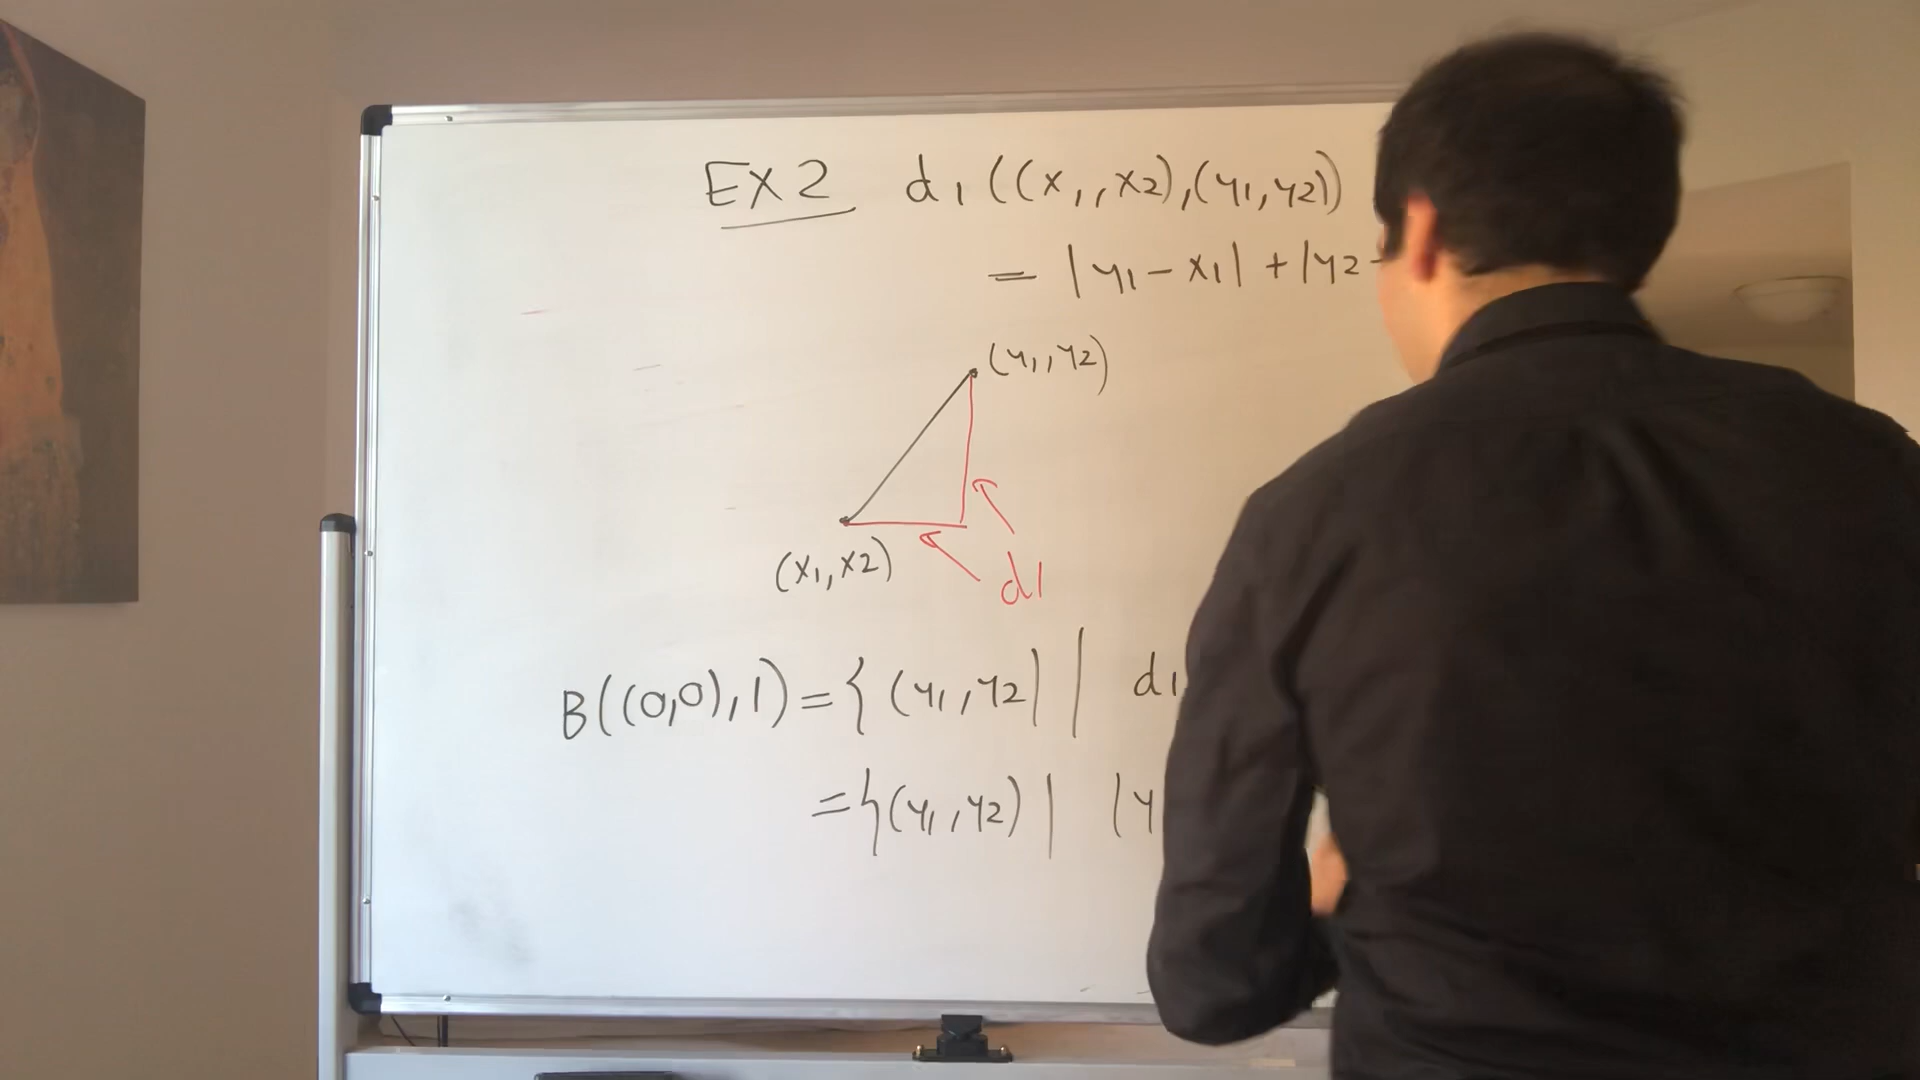 EX 2 d1((x1,x2),(y1,y2))
= |y1-x1| + |y2-
(y1,y2)
(x1,x2)
d1
B((0,0),1) = { (y1,y2) | d1
= {(y1,y2) | |y